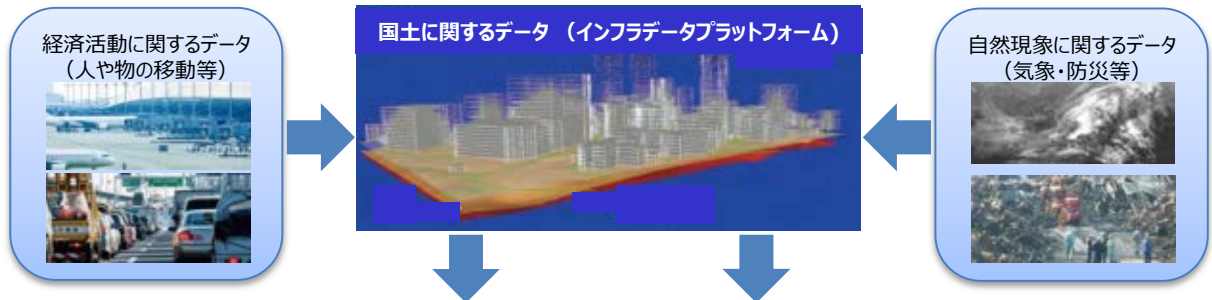 経済活動に関するデータ
（人や物の移動等）
国土に関するデータ （インフラデータプラットフォーム)
自然現象に関するデータ
（気象・防災等）